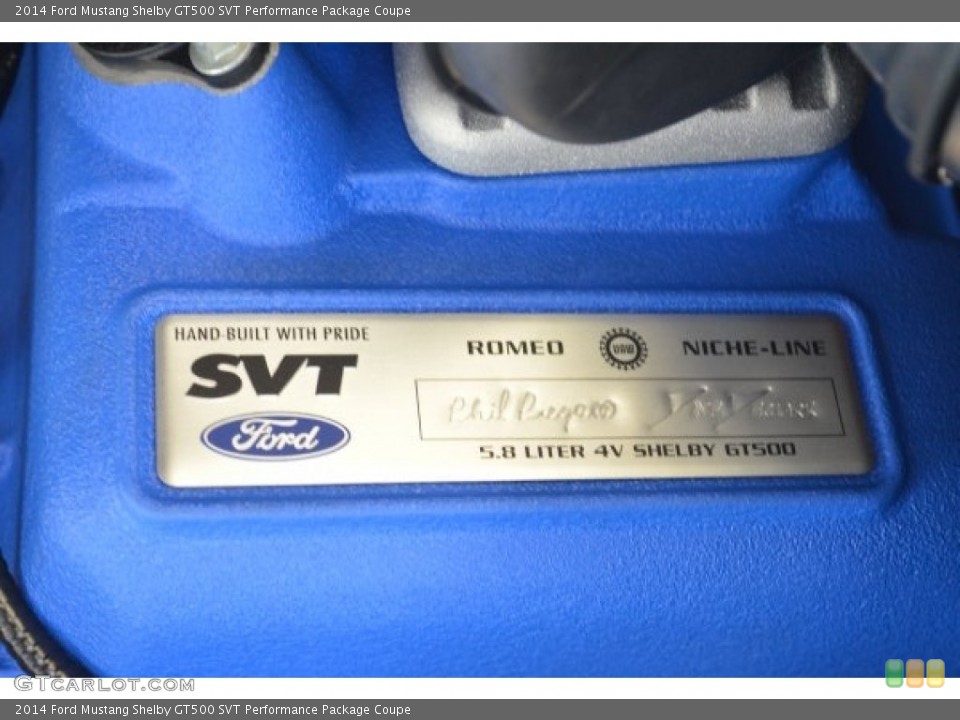 2014 Ford Mustang Shelby GT500 SVT Performance Package Coupe
HAND-BUILT WITH PRIDE
SVT
Ford
ROMEO NICHE-LINE
Phil
5.8 LITER 4V SHELBY GT500
GTCARLOT.COM
2014 Ford Mustang Shelby GT500 SVT Performance Package Coupe